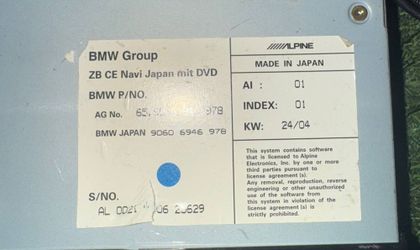 BMW Group
ZB CE Navi Japan mit DVD
BMW P/NO.
AG No. 978
BMW JAPAN 9060 6946 978
S/NO.
AL
ALPINE
MADE IN JAPAN
AI : 01
INDEX: 01
KW: 24/04
This system contains software
that is licensed to Alpine
Electronics, Inc by one or more
third parties pursuant to
license agreement (s)
Any removal, reproduction, reverse
engineering or other unauthorized
use of the software from this
system in violation of the
license agreement (s) is
strictly prohibited.